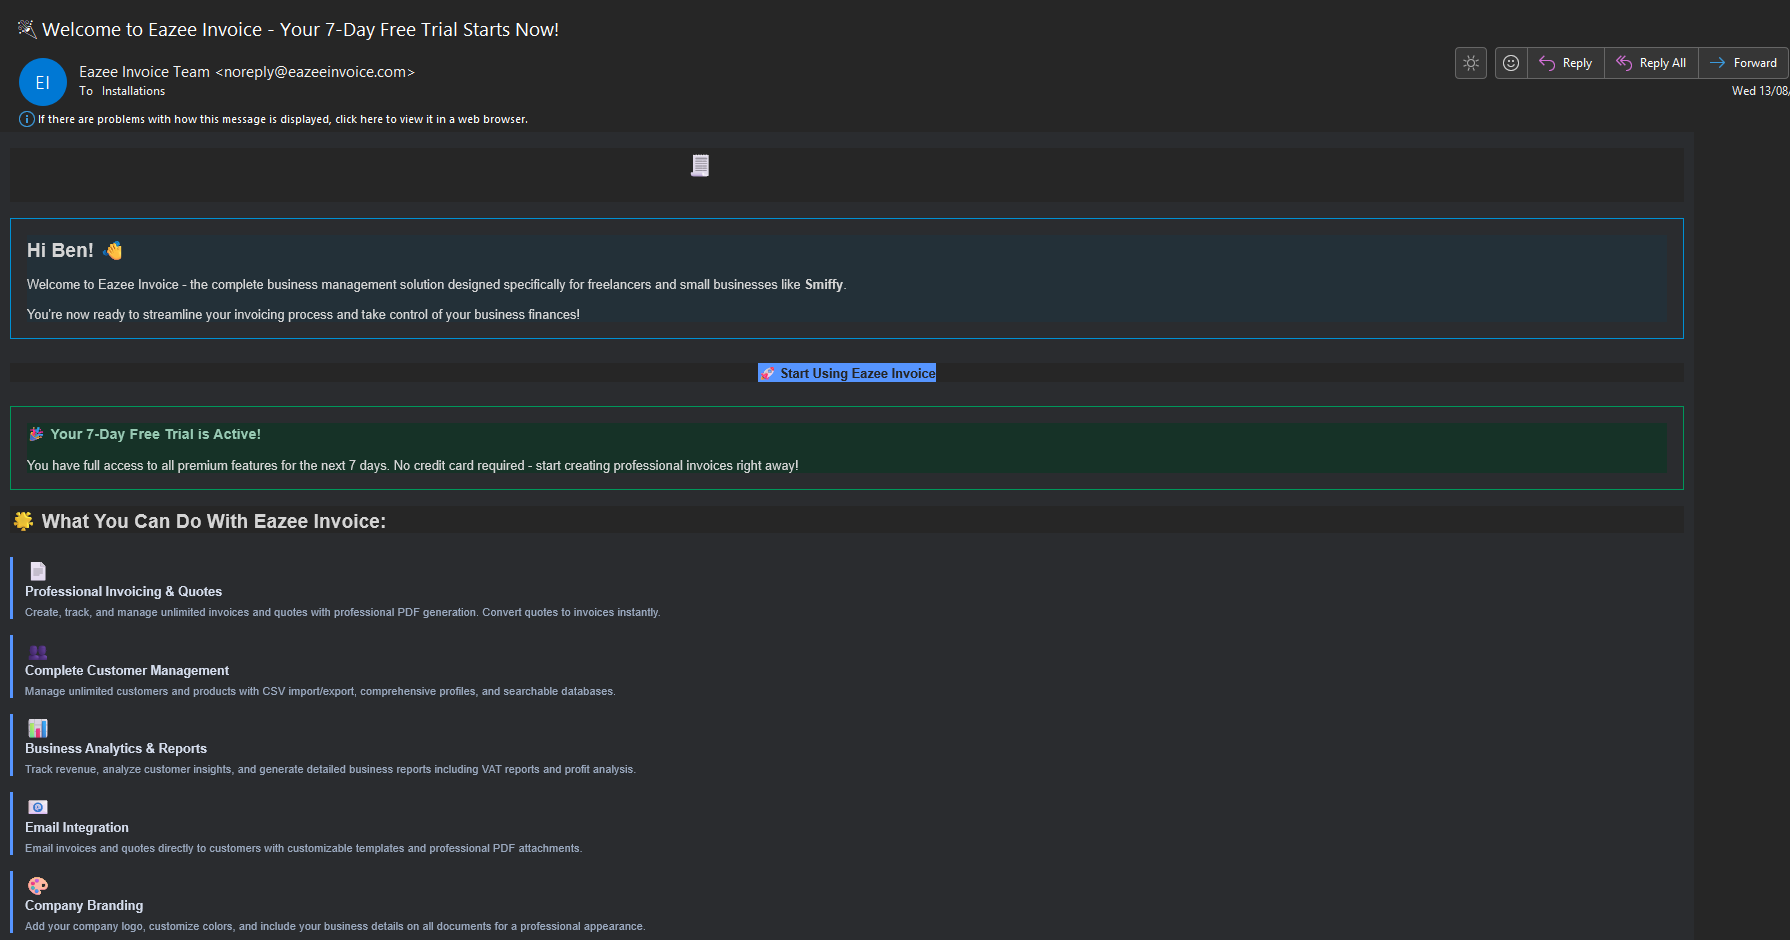 Welcome to Eazee Invoice - Your 7-Day Free Trial Starts Now!
EI
Eazee Invoice Team <noreply@eazeeinvoice.com>
To Installations
Reply
Reply All
Forward
Wed 13/08/
If there are problems with how this message is displayed, click here to view it in a web browser.
Hi Ben!
Welcome to Eazee Invoice - the complete business management solution designed specifically for freelancers and small businesses like Smiffy.
You're now ready to streamline your invoicing process and take control of your business finances!
Start Using Eazee Invoice
Your 7-Day Free Trial is Active!
You have full access to all premium features for the next 7 days. No credit card required - start creating professional invoices right away!
What You Can Do With Eazee Invoice:
Professional Invoicing & Quotes
Create, track, and manage unlimited invoices and quotes with professional PDF generation. Convert quotes to invoices instantly.
Complete Customer Management
Manage unlimited customers and products with CSV import/export, comprehensive profiles, and searchable databases.
Business Analytics & Reports
Track revenue, analyze customer insights, and generate detailed business reports including VAT reports and profit analysis.
Email Integration
Email invoices and quotes directly to customers with customizable templates and professional PDF attachments.
Company Branding
Add your company logo, customize colors, and include your business details on all documents for a professional appearance.